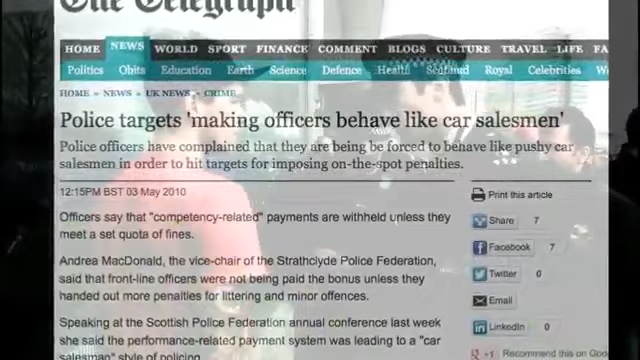 The Telegraph
HOME NEWS WORLD SPORT FINANCE COMMENT BLOGS CULTURE TRAVEL LIFE FA
Politics Obits Education Earth Science Defence Health Scotland Royal Celebrities W
HOME » NEWS » UK NEWS » CRIME
Police targets 'making officers behave like car salesmen'
Police officers have complained that they are being forced to behave like pushy car
salesmen in order to hit targets for imposing on-the-spot penalties.
12:15PM BST 03 May 2010
Print this article
Officers say that "competency-related" payments are withheld unless they
meet a set quota of fines.
Share 7
Facebook 7
Andrea MacDonald, the vice-chair of the Strathclyde Police Federation,
said that front-line officers were not being paid the bonus unless they
handed out more penalties for littering and minor offences.
Twitter 0
Email
Speaking at the Scottish Police Federation annual conference last week
she said the performance-related payment system was leading to a "car
salesman" style of policing.
LinkedIn 0
+1 Recommend this on Goo